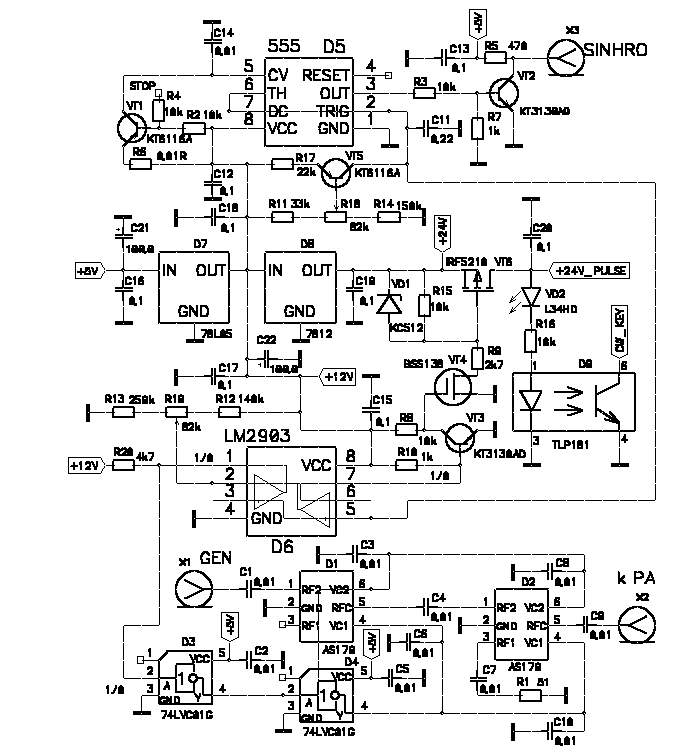 C14
0,01
555 D5
+5V
C13
0,1
R5 470
X3
SINHRO
5 CV RESET 4
6 TH OUT 3
7 DC TRIG 2
8 VCC GND 1
STOP
R4
10k
VT1
R2 10k
KT6116A
R6
0,01R
R3
10k
VT2
KT3130A9
R7
1k
C11
0,22
C12
0,1
R17
22k
VT5
KT6116A
C18
0,1
R11 33k
R18
82k
R14 150k
C21
100,0
+5V
C16
0,1
D7
IN OUT
GND
78L05
D8
IN OUT
GND
7812
C19
0,1
VD1
KC512
R15
10k
+24V
IRF5210 VT6
C20
0,1
+24V_PULSE
VD2
L34HD
R16
10k
CW_KEY
R9
2k7
C22
100,0
C17
0,1
+12V
BSS138 VT4
D9
1 6
3 4
TLP181
R13 250k
R19
82k
R12 140k
C15
0,1
R8
10k
VT3
KT3130A9
R10 1k
LM2903
+12V
R20 4k7
1/0
1 VCC 8
2 7
3 6
4 GND 5
1/0
D6
X1
GEN
C1
0,01
D1
1 RF2 VC2 6
2 GND RFC 5
3 RF1 VC1 4
AS179
C3
0,01
C4
0,01
C6
0,01
D2
1 RF2 VC2 6
2 GND RFC 5
3 RF1 VC1 4
AS179
C8
0,01
C9
0,01
k PA
X2
C7
0,01
R1 51
C10
0,01
D3
1 VCC 5
2 A 1
3 GND Y 4
74LVC01G
+5V
C2
0,01
1/0
D4
1 VCC 5
2 A 1
3 GND Y 4
74LVC01G
+5V
C5
0,01